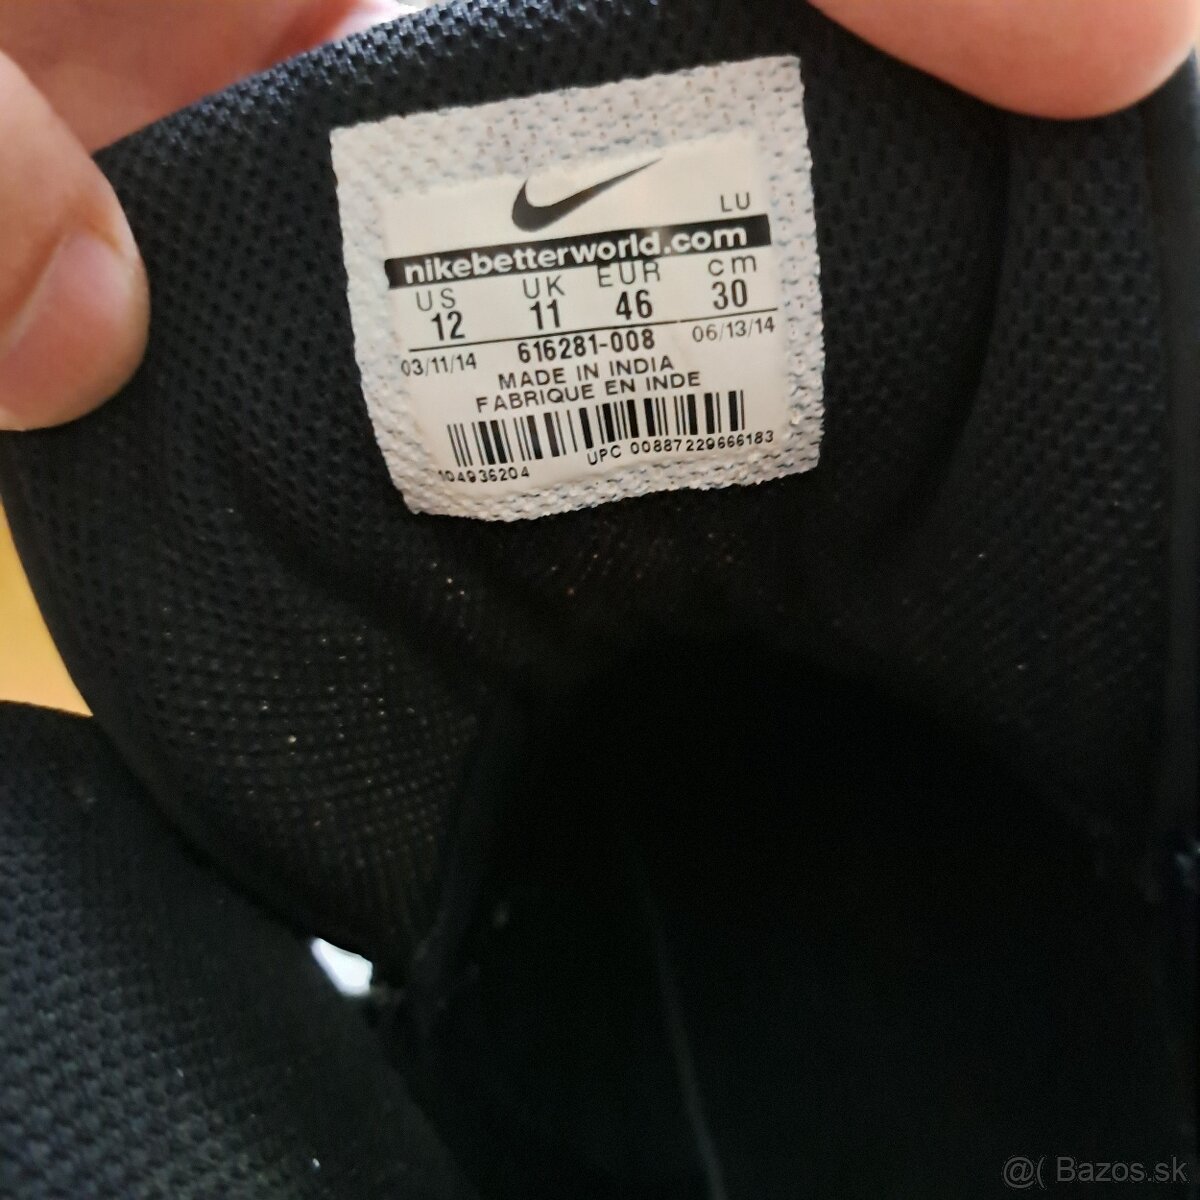 LU
nikebetterworld.com
US UK EUR cm
12 11 46 30
03/11/14 616281-008 06/13/14
MADE IN INDIA
FABRIQUE EN INDE
104936204 UPC 00887229666183
@( Bazos.sk